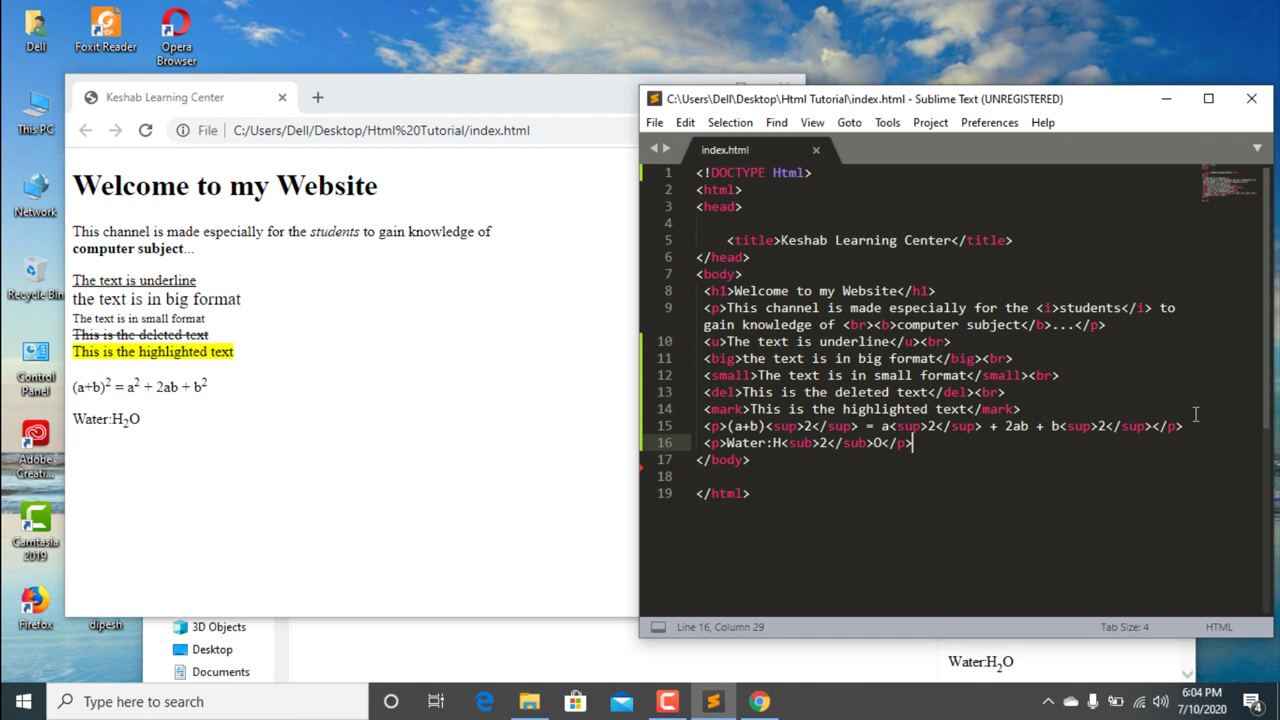 Dell
Foxit Reader
Opera
Browser
This PC
Network
Recycle Bin
Control
Panel
Adobe
Creati...
Camtasia
2019
Firefox
dipesh
Keshab Learning Center
File
C:/Users/Dell/Desktop/Html%20Tutorial/index.html
Welcome to my Website
This channel is made especially for the students to gain knowledge of
computer subject...
The text is underline
the text is in big format
The text is in small format
This is the deleted text
This is the highlighted text
(a+b)² = a² + 2ab + b²
Water:H₂O
C:\Users\Dell\Desktop\Html Tutorial\index.html - Sublime Text (UNREGISTERED)
File Edit Selection Find View Goto Tools Project Preferences Help
index.html
1 <!DOCTYPE Html>
2 <html>
3 <head>
4
5 <title>Keshab Learning Center</title>
6 </head>
7 <body>
8 <h1>Welcome to my Website</h1>
9 <p>This channel is made especially for the <i>students</i> to
gain knowledge of <br><b>computer subject</b>...</p>
10 <u>The text is underline</u><br>
11 <big>the text is in big format</big><br>
12 <small>The text is in small format</small><br>
13 <del>This is the deleted text</del><br>
14 <mark>This is the highlighted text</mark>
15 <p>(a+b)<sup>2</sup> = a<sup>2</sup> + 2ab + b<sup>2</sup></p>
16 <p>Water:H<sub>2</sub>O</p>
17 </body>
18
19 </html>
Line 16, Column 29
Tab Size: 4
HTML
3D Objects
Desktop
Documents
Water:H₂O
Type here to search
6:04 PM
7/10/2020
4